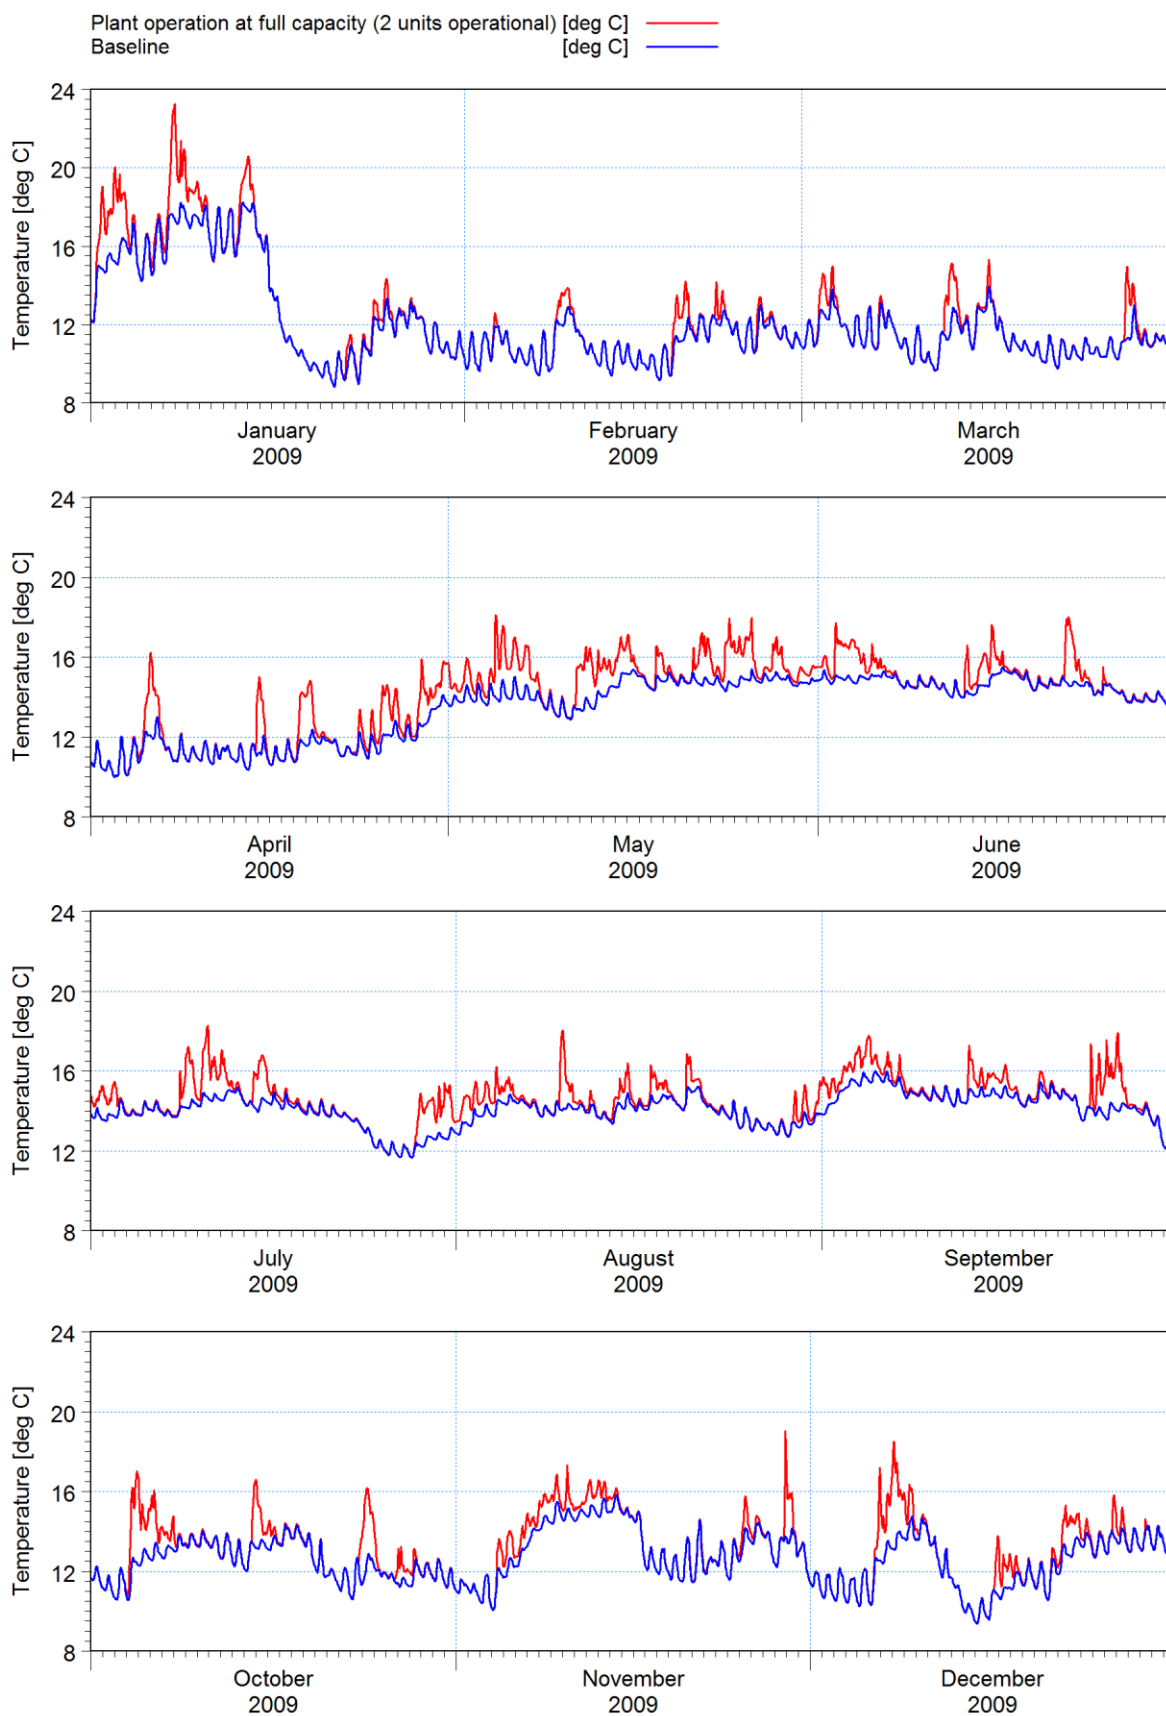 Plant operation at full capacity (2 units operational) [deg C]
Baseline [deg C]
Temperature [deg C]
24
20
16
12
8
January
2009
February
2009
March
2009
Temperature [deg C]
24
20
16
12
8
April
2009
May
2009
June
2009
Temperature [deg C]
24
20
16
12
8
July
2009
August
2009
September
2009
Temperature [deg C]
24
20
16
12
8
October
2009
November
2009
December
2009